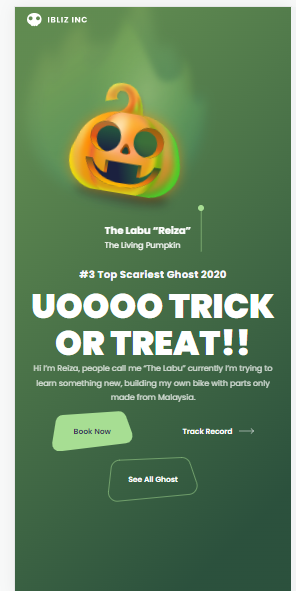 IBLIZ INC
The Labu "Reiza"
The Living Pumpkin
#3 Top Scariest Ghost 2020
UOOOO TRICK
OR TREAT!!
Hi I'm Reiza, people call me "The Labu" currently I'm trying to
learn something new, building my own bike with parts only
made from Malaysia.
Book Now
Track Record
See All Ghost